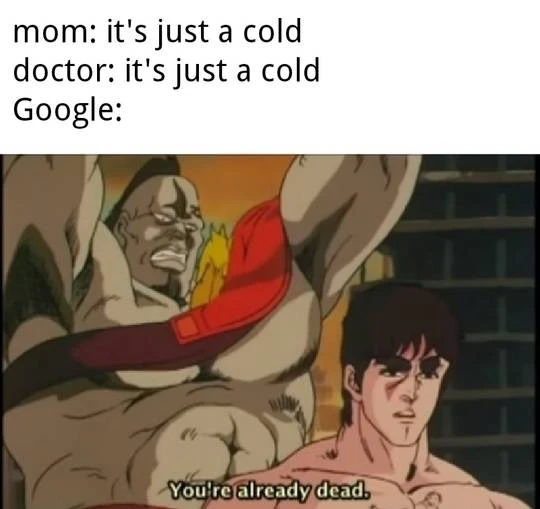 mom: it's just a cold
doctor: it's just a cold
Google:
You're already dead.